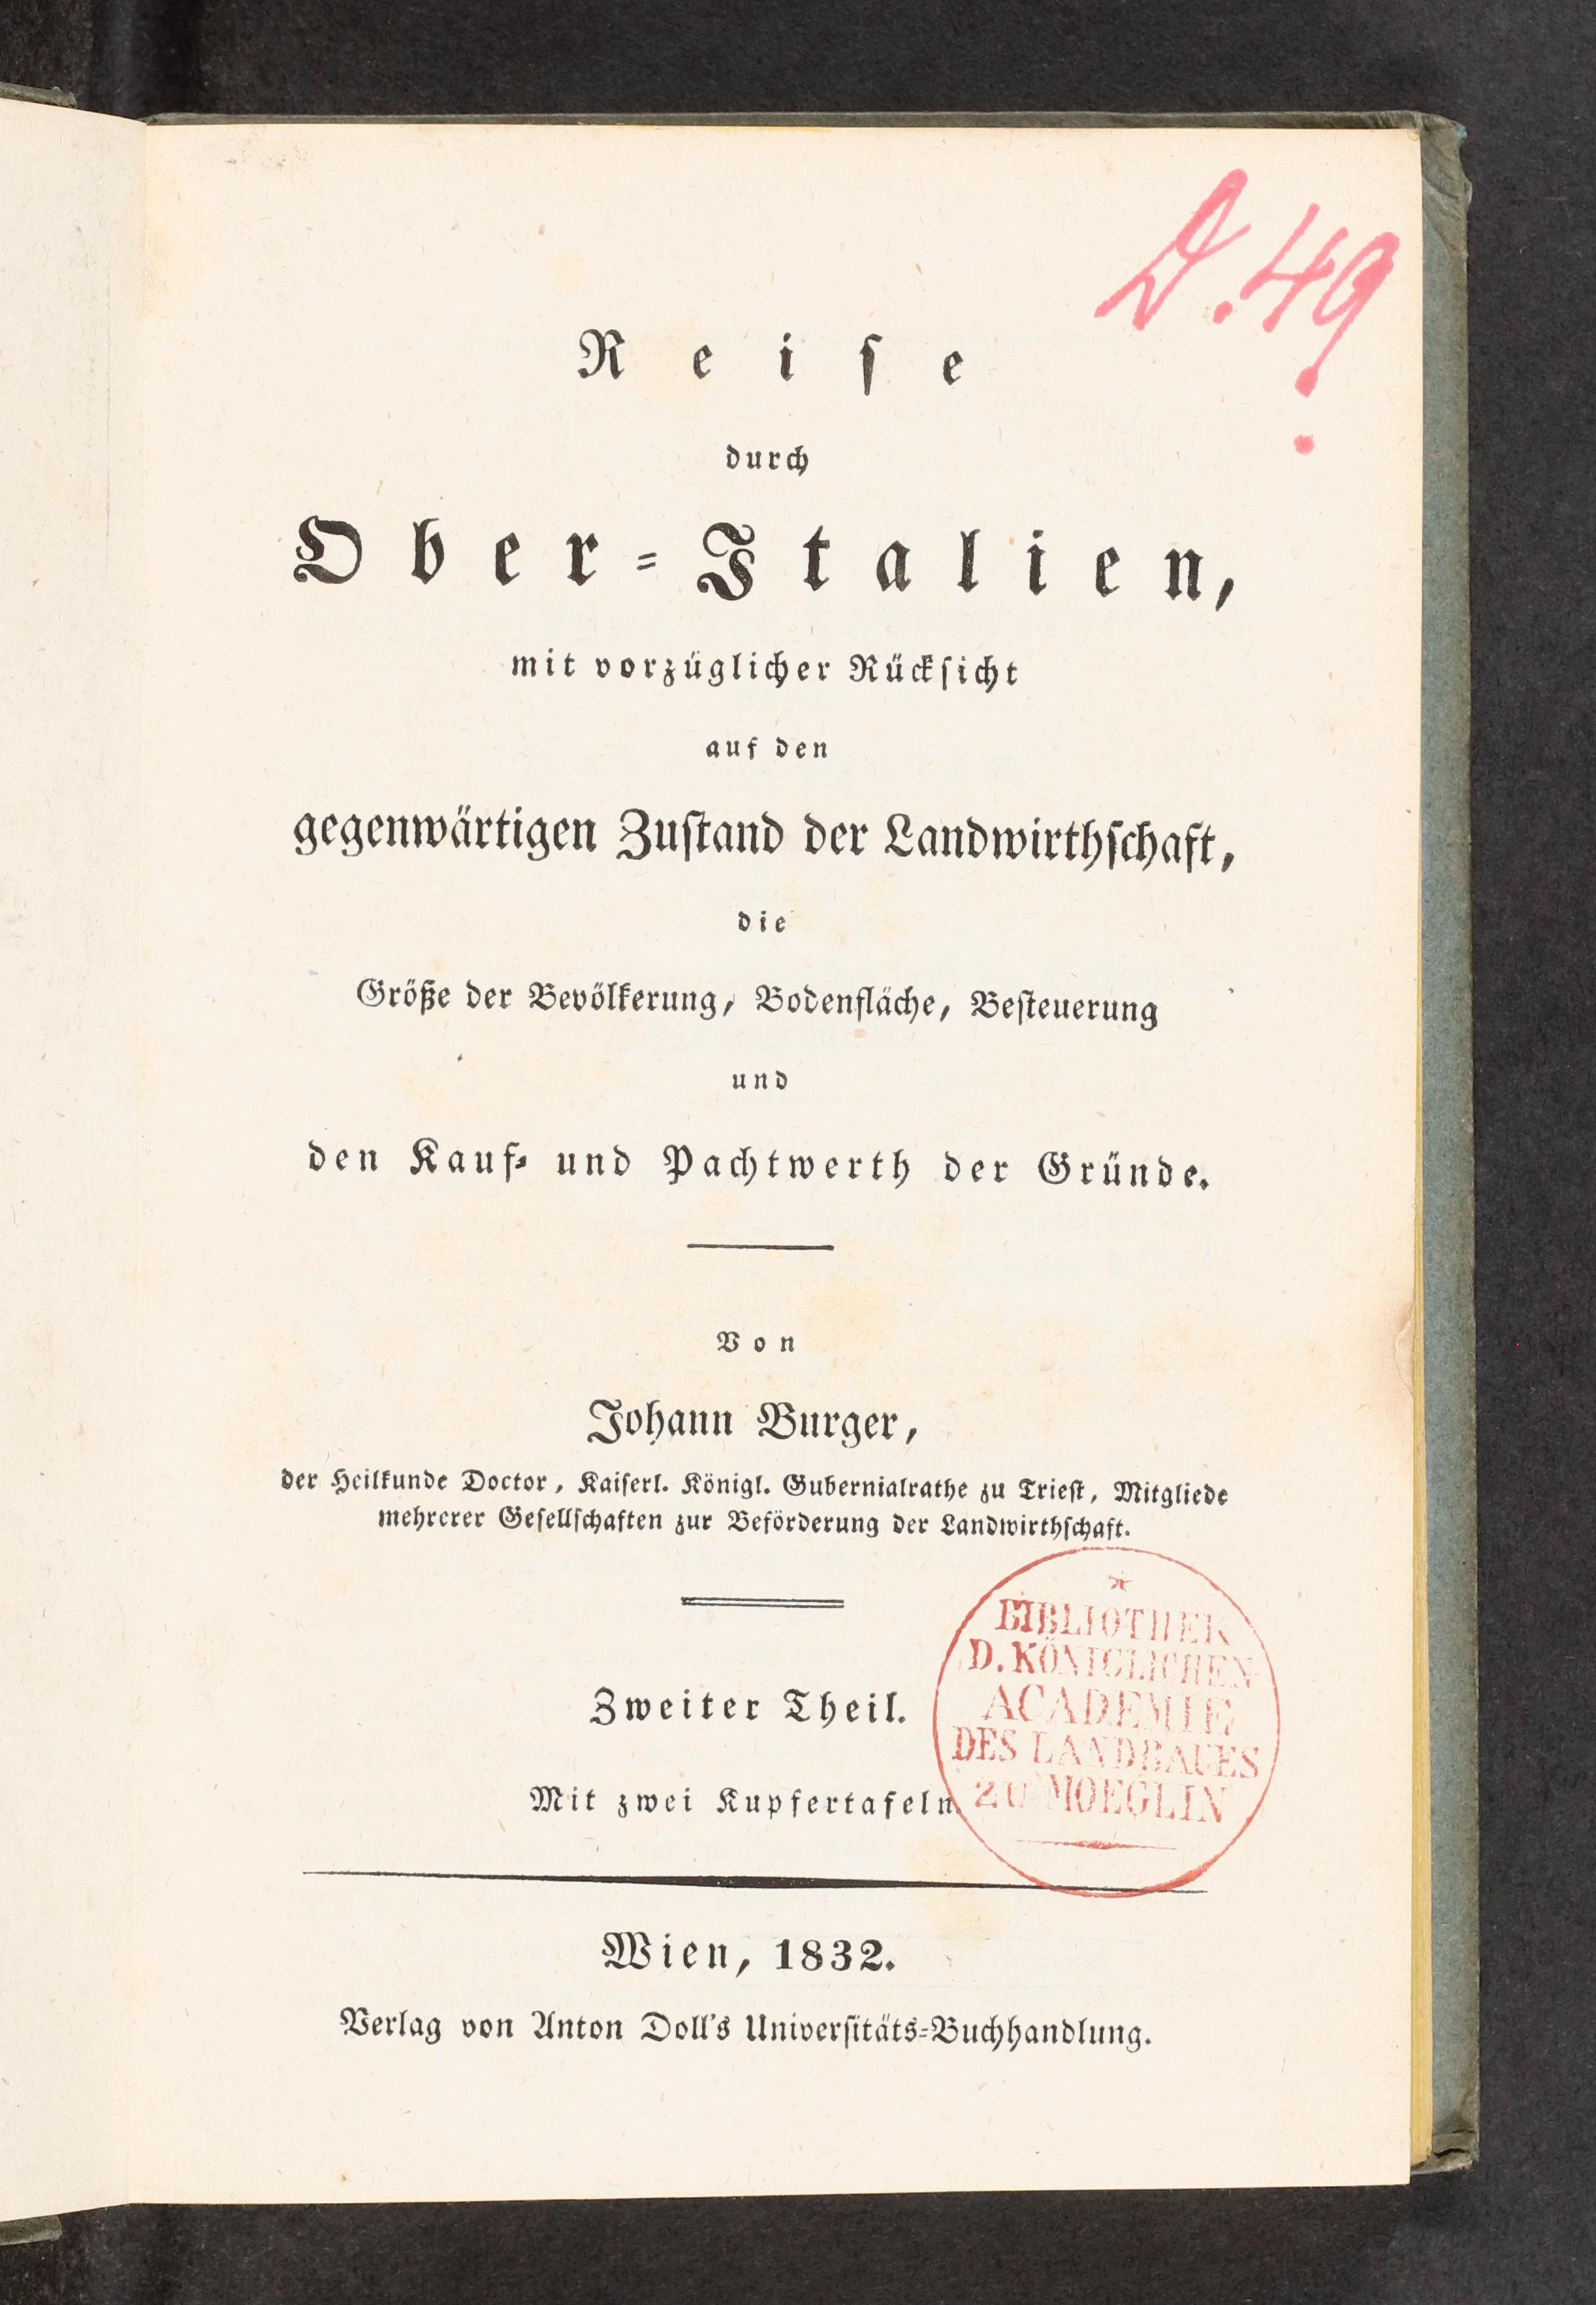 D. 49
Reiſe
durch
Ober-Italien,
mit vorzüglicher Rückſicht
auf den
gegenwärtigen Zuſtand der Landwirthſchaft,
die
Größe der Bevölkerung, Bodenfläche, Beſteuerung
und
den Kauf- und Pachtwerth der Gründe.
Von
Johann Burger,
der Heilkunde Doctor, Kaiſerl. Königl. Gubernialrathe zu Trieſt, Mitgliede
mehrerer Geſellſchaften zur Beförderung der Landwirthſchaft.
Zweiter Theil.
Mit zwei Kupfertafeln.
BIBLIOTHEK
D. KÖNIGLICHEN
ACADEMIE
DES LANDBAUES
ZU MOEGLIN
Wien, 1832.
Verlag von Anton Doll's Univerſitäts-Buchhandlung.